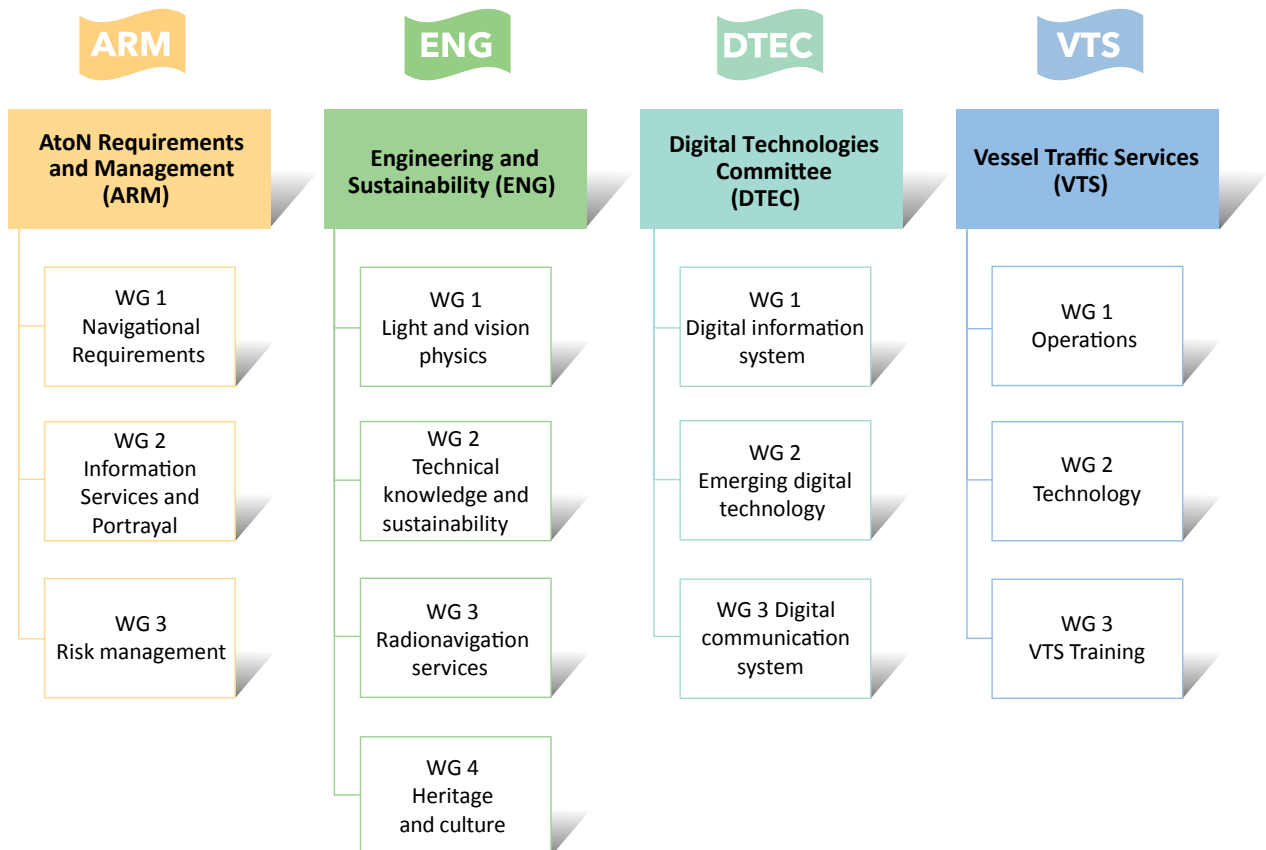 ARM
ENG
DTEC
VTS
AtoN Requirements
and Management
(ARM)
Engineering and
Sustainability (ENG)
Digital Technologies
Committee
(DTEC)
Vessel Traffic Services
(VTS)
WG 1
Navigational
Requirements
WG 2
Information
Services and
Portrayal
WG 3
Risk management
WG 1
Light and vision
physics
WG 2
Technical
knowledge and
sustainability
WG 3
Radionavigation
services
WG 4
Heritage
and culture
WG 1
Digital information
system
WG 2
Emerging digital
technology
WG 3 Digital
communication
system
WG 1
Operations
WG 2
Technology
WG 3
VTS Training